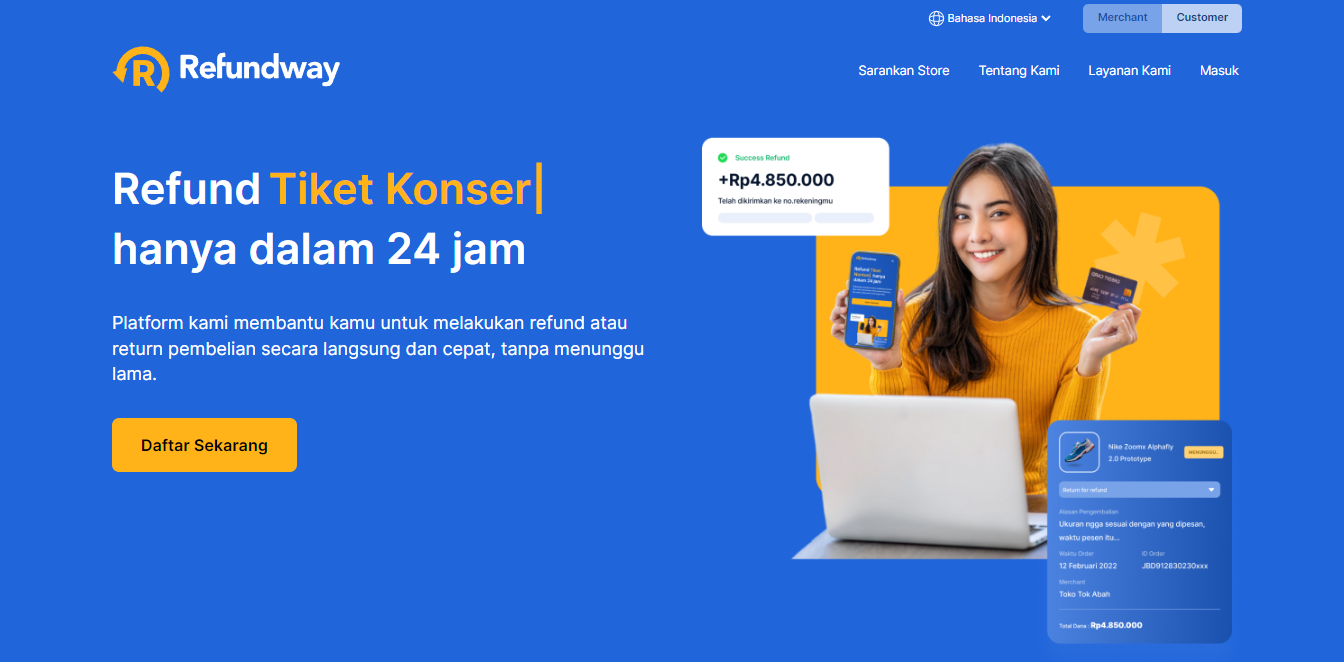 Bahasa Indonesia
Merchant
Customer
R Refundway
Sarankan Store
Tentang Kami
Layanan Kami
Masuk
Refund Tiket Konser|
hanya dalam 24 jam
Platform kami membantu kamu untuk melakukan refund atau
return pembelian secara langsung dan cepat, tanpa menunggu
lama.
Daftar Sekarang
Success Refund
+Rp4.850.000
Telah dikirimkan ke no.rekeningmu
Refund Tiket
Konser| hanya
dalam 24 jam
Nike Zoomx Alphafly
2.0 Prototype
Return for refund
Alasan Pengembalian
Ukuran ngga sesuai dengan yang dipesan,
waktu pesen itu...
Waktu Order
ID Order
12 Februari 2022
JBD912830230xxx
Merchant
Toko Tok Abah
Total Dana : Rp4.850.000